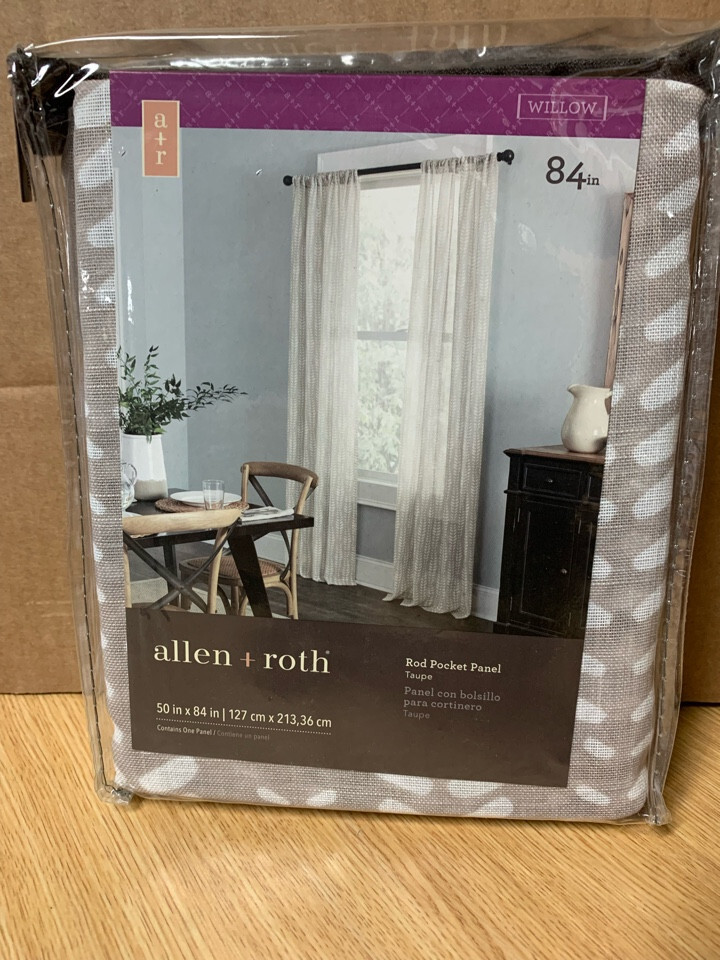 a+r
WILLOW
84in
allen + roth®
50 in x 84 in | 127 cm x 213,36 cm
Contains One Panel / Contiene un panel
Rod Pocket Panel
Taupe
Panel con bolsillo
para cortinero
Taupe